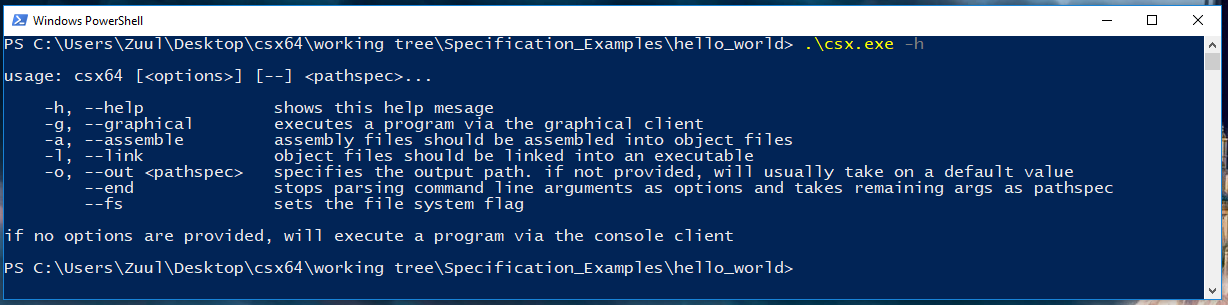 Windows PowerShell
PS C:\Users\Zuul\Desktop\csx64\working tree\Specification_Examples\hello_world> .\csx.exe -h
usage: csx64 [<options>] [--] <pathspec>...
-h, --help shows this help mesage
-g, --graphical executes a program via the graphical client
-a, --assemble assembly files should be assembled into object files
-l, --link object files should be linked into an executable
-o, --out <pathspec> specifies the output path. if not provided, will usually take on a default value
--end stops parsing command line arguments as options and takes remaining args as pathspec
--fs sets the file system flag
if no options are provided, will execute a program via the console client
PS C:\Users\Zuul\Desktop\csx64\working tree\Specification_Examples\hello_world>